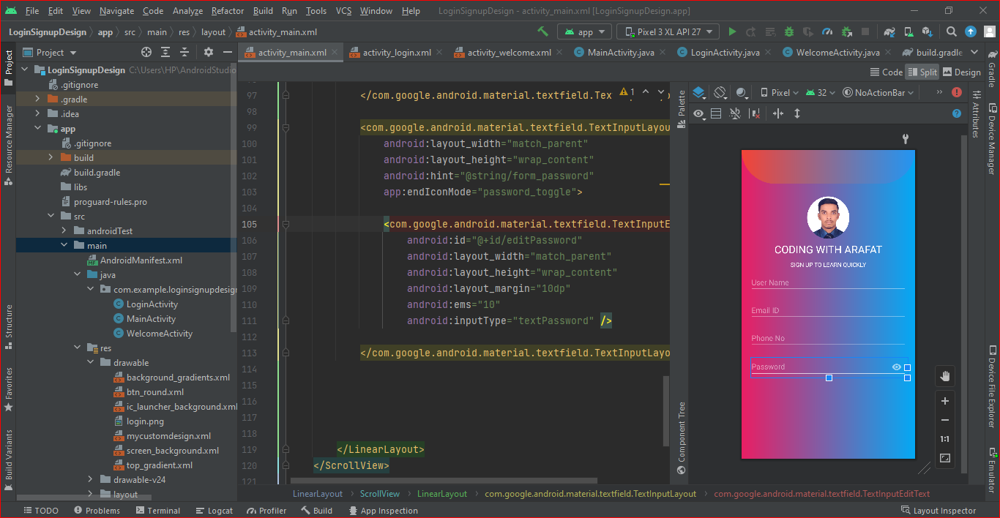 File Edit View Navigate Code Analyze Refactor Build Run Tools VCS Window Help LoginSignupDesign - activity_main.xml [LoginSignupDesign.app]
LoginSignupDesign app src main res layout activity_main.xml app Pixel 3 XL API 27
Project activity_main.xml activity_login.xml activity_welcome.xml MainActivity.java LoginActivity.java WelcomeActivity.java build.gradle
Code Split Design
Project
Resource Manager
Structure
Favorites
Build Variants
LoginSignupDesign C:\Users\HP\AndroidStudio
.gitignore
.gradle
.idea
app
.gitignore
build
build.gradle
libs
proguard-rules.pro
src
androidTest
main
AndroidManifest.xml
java
com.example.loginsignupdesign
LoginActivity
MainActivity
WelcomeActivity
res
drawable
background_gradients.xml
btn_round.xml
ic_launcher_background.xml
login.png
mycustomdesign.xml
screen_background.xml
top_gradient.xml
drawable-v24
layout
97 </com.google.android.material.textfield.Tex 1
98
99 <com.google.android.material.textfield.TextInputLayou
100 android:layout_width="match_parent"
101 android:layout_height="wrap_content"
102 android:hint="@string/form_password"
103 app:endIconMode="password_toggle">
104
105 <com.google.android.material.textfield.TextInputE
106 android:id="@+id/editPassword"
107 android:layout_width="match_parent"
108 android:layout_height="wrap_content"
109 android:layout_margin="10dp"
110 android:ems="10"
111 android:inputType="textPassword" />
112
113 </com.google.android.material.textfield.TextInputLayo
114
115
116
117
118
119 </LinearLayout>
120 </ScrollView>
121
Palette
Component Tree
Pixel 32 NoActionBar
CODING WITH ARAFAT
SIGN UP TO LEARN QUICKLY
User Name
Email ID
Phone No
Password
1:1
Attributes
Gradle
Device Manager
Device File Explorer
Emulator
LinearLayout ScrollView LinearLayout com.google.android.material.textfield.TextInputLayout com.google.android.material.textfield.TextInputEditText
TODO Problems Terminal Logcat Profiler Build App Inspection Layout Inspector